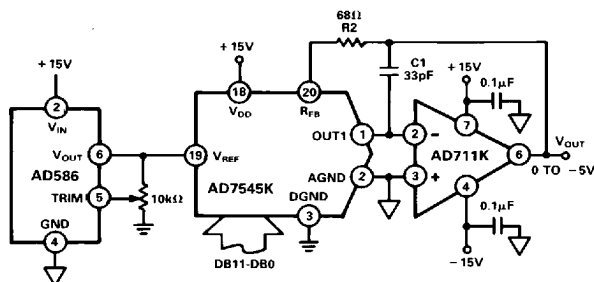 68Ω
R2
C1
33pF
+15V
+15V
+15V
0.1μF
2
VIN
18
VDD
20
RFB
7
VOUT
6
19
VREF
OUT1
1
2
−
AD711K
6
VOUT
0 TO −5V
AD586
AD7545K
TRIM
5
10kΩ
AGND
2
3
+
4
GND
4
DGND
3
0.1μF
DB11-DB0
−15V